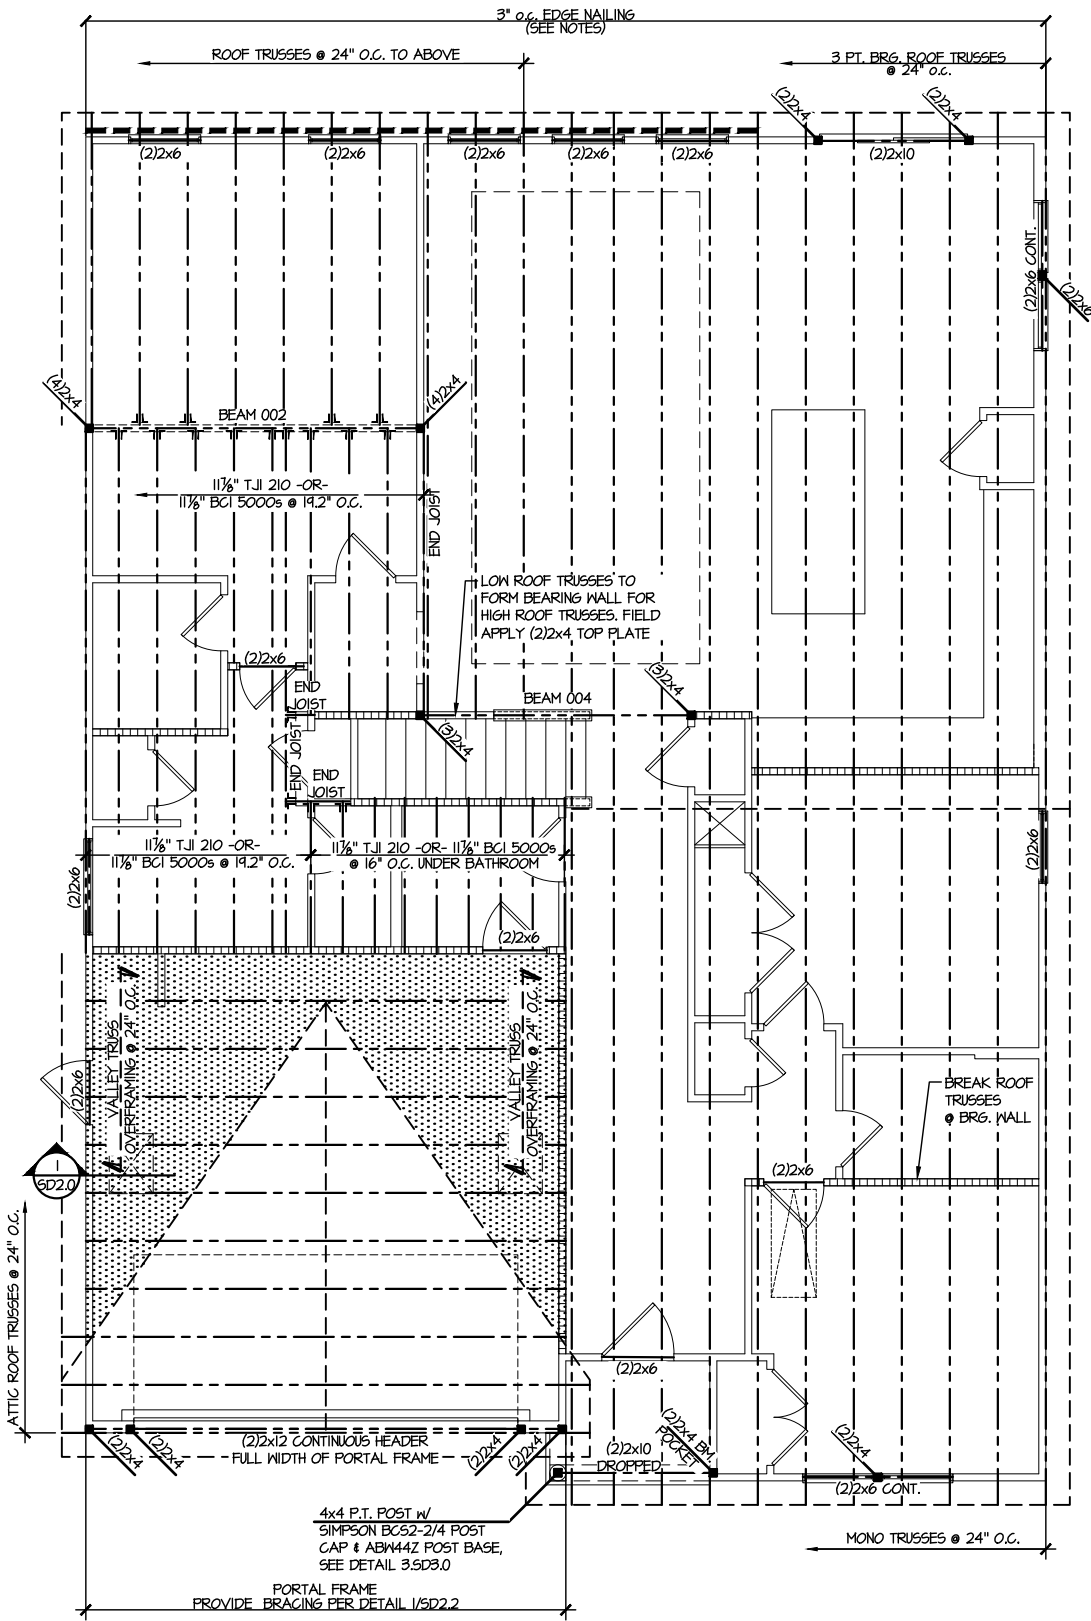 3" o.c. EDGE NAILING
(SEE NOTES)
ROOF TRUSSES @ 24" O.C. TO ABOVE
3 PT. BRG. ROOF TRUSSES
@ 24" o.c.
(2)2x4
(2)2x4
(2)2x6
(2)2x6
(2)2x6
(2)2x6
(2)2x6
(2)2x10
(2)2x6 CONT.
(2)2x6
(4)2x4
BEAM 002
(4)2x4
11⅞" TJI 210 -OR-
11⅞" BCI 5000s @ 19.2" O.C.
END JOIST
LOW ROOF TRUSSES TO
FORM BEARING WALL FOR
HIGH ROOF TRUSSES. FIELD
APPLY (2)2x4 TOP PLATE
(2)2x6
END
JOIST
BEAM 004
(3)2x4
(3)2x4
END JOIST
END
JOIST
11⅞" TJI 210 -OR-
11⅞" BCI 5000s @ 19.2" O.C.
11⅞" TJI 210 -OR- 11⅞" BCI 5000s
@ 16" O.C. UNDER BATHROOM
(2)2x6
(2)2x6
(2)2x6
VALLEY TRUSS
OVERFRAMING @ 24" O.C.
VALLEY TRUSS
OVERFRAMING @ 24" O.C.
(2)2x6
BREAK ROOF
TRUSSES
@ BRG. WALL
1
SD2.0
(2)2x6
ATTIC ROOF TRUSSES @ 24" O.C.
(2)2x6
(2)2x4
(2)2x4
(2)2x12 CONTINUOUS HEADER
FULL WIDTH OF PORTAL FRAME
(2)2x4
(2)2x4
(2)2x10
DROPPED
(2)2x4 BM.
POCKET
(2)2x4
(2)2x6 CONT.
4x4 P.T. POST w/
SIMPSON BCS2-2/4 POST
CAP & ABW44Z POST BASE,
SEE DETAIL 3.SD3.0
MONO TRUSSES @ 24" O.C.
PORTAL FRAME
PROVIDE BRACING PER DETAIL 1/SD2.2